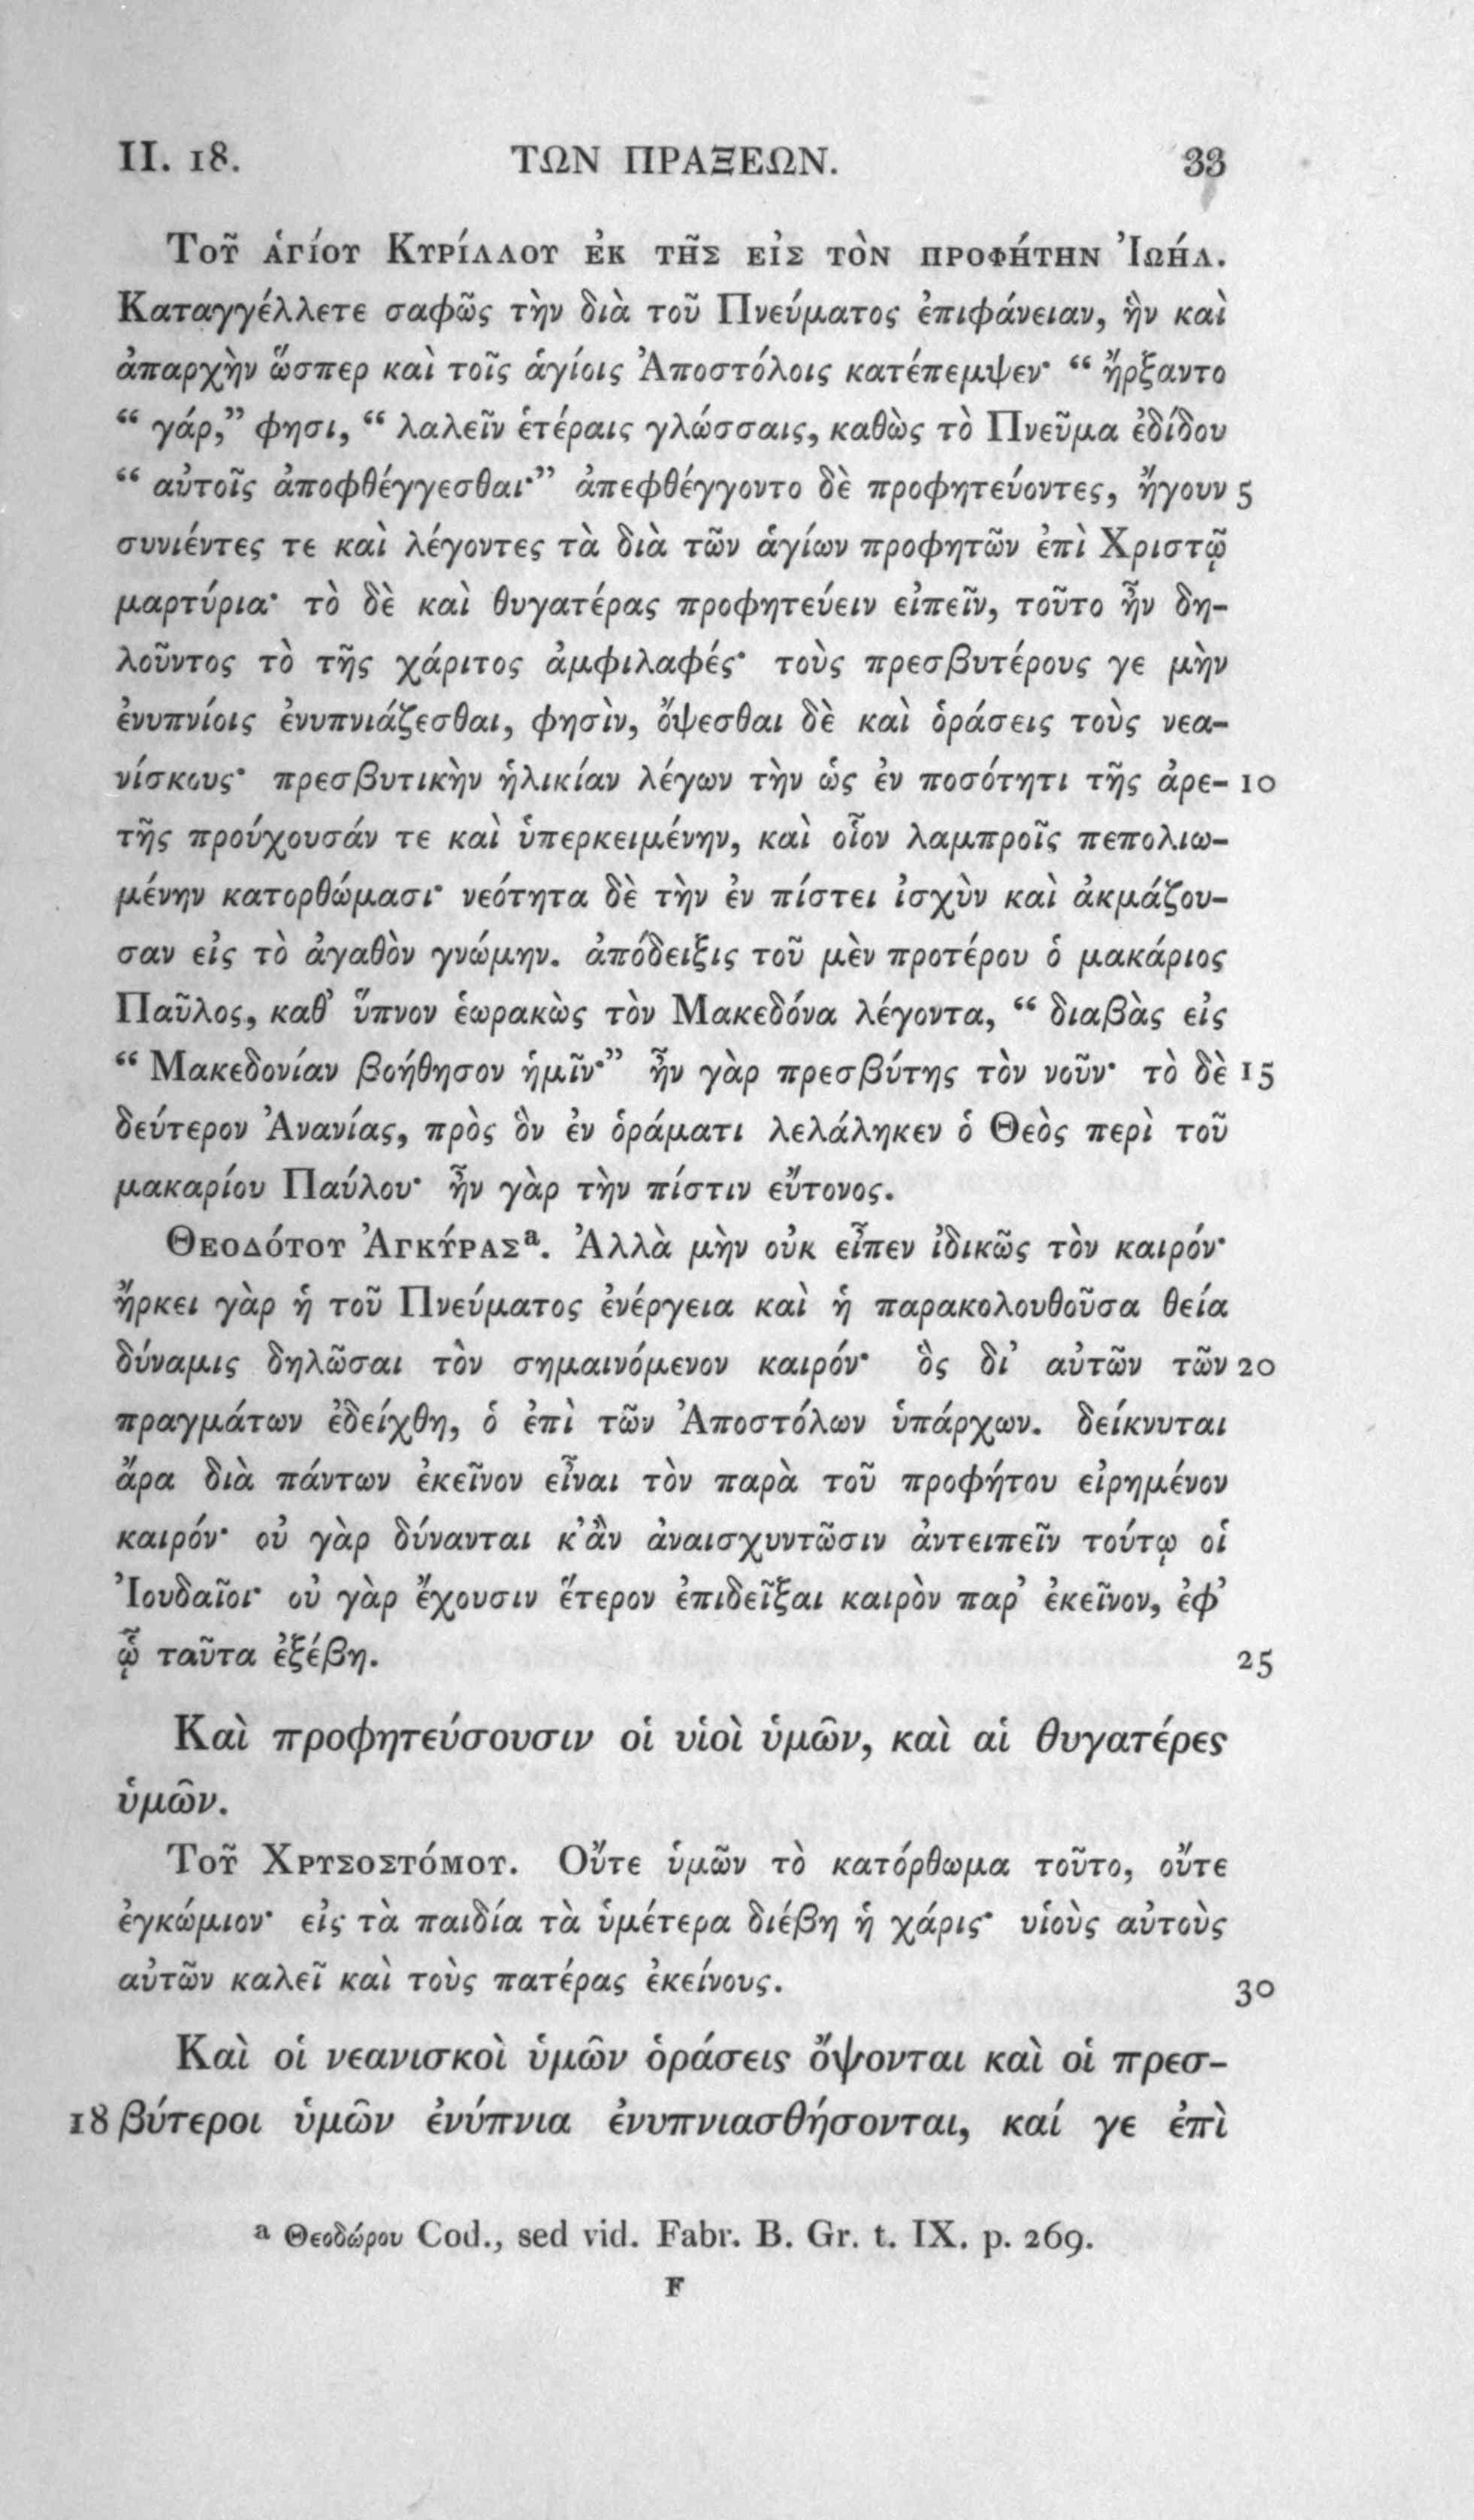 II. 18. ΤΩΝ ΠΡΑΞΕΩΝ. 33
Τοῦ ἁγίου Κυρίλλου ἐκ τῆς εἰς τὸν προφήτην Ἰωήλ.
Καταγγέλλετε σαφῶς τὴν διὰ τοῦ Πνεύματος ἐπιφάνειαν, ἣν καὶ
ἀπαρχὴν ὥσπερ καὶ τοῖς ἁγίοις Ἀποστόλοις κατέπεμψεν· “ ἤρξαντο
“ γάρ,” φησι, “ λαλεῖν ἑτέραις γλώσσαις, καθὼς τὸ Πνεῦμα ἐδίδου
“ αὐτοῖς ἀποφθέγγεσθαι·” ἀπεφθέγγοντο δὲ προφητεύοντες, ἤγουν 5
συνιέντες τε καὶ λέγοντες τὰ διὰ τῶν ἁγίων προφητῶν ἐπὶ Χριστῷ
μαρτύρια· τὸ δὲ καὶ θυγατέρας προφητεύειν εἰπεῖν, τοῦτο ἦν δη-
λοῦντος τὸ τῆς χάριτος ἀμφιλαφές· τοὺς πρεσβυτέρους γε μὴν
ἐνυπνίοις ἐνυπνιάζεσθαι, φησὶν, ὄψεσθαι δὲ καὶ ὁράσεις τοὺς νεα-
νίσκους· πρεσβυτικὴν ἡλικίαν λέγων τὴν ὡς ἐν ποσότητι τῆς ἀρε- 10
τῆς προύχουσάν τε καὶ ὑπερκειμένην, καὶ οἷον λαμπροῖς πεπολιω-
μένην κατορθώμασι· νεότητα δὲ τὴν ἐν πίστει ἰσχὺν καὶ ἀκμάζου-
σαν εἰς τὸ ἀγαθὸν γνώμην. ἀπόδειξις τοῦ μὲν προτέρου ὁ μακάριος
Παῦλος, καθ’ ὕπνον ἑωρακὼς τὸν Μακεδόνα λέγοντα, “ διαβὰς εἰς
“ Μακεδονίαν βοήθησον ἡμῖν·” ἦν γὰρ πρεσβύτης τὸν νοῦν· τὸ δὲ 15
δεύτερον Ἀνανίας, πρὸς ὃν ἐν ὁράματι λελάληκεν ὁ Θεὸς περὶ τοῦ
μακαρίου Παύλου· ἦν γὰρ τὴν πίστιν εὔτονος.
Θεοδότου Ἀγκύραςᵃ. Ἀλλὰ μὴν οὐκ εἶπεν ἰδικῶς τὸν καιρόν·
ἤρκει γὰρ ἡ τοῦ Πνεύματος ἐνέργεια καὶ ἡ παρακολουθοῦσα θεία
δύναμις δηλῶσαι τὸν σημαινόμενον καιρόν· ὃς δι’ αὐτῶν τῶν 20
πραγμάτων ἐδείχθη, ὁ ἐπὶ τῶν Ἀποστόλων ὑπάρχων. δείκνυται
ἄρα διὰ πάντων ἐκεῖνον εἶναι τὸν παρὰ τοῦ προφήτου εἰρημένον
καιρόν· οὐ γὰρ δύνανται κ’ἂν ἀναισχυντῶσιν ἀντειπεῖν τούτῳ οἱ
Ἰουδαῖοι· οὐ γὰρ ἔχουσιν ἕτερον ἐπιδεῖξαι καιρὸν παρ’ ἐκεῖνον, ἐφ’
ᾧ ταῦτα ἐξέβη. 25
Καὶ προφητεύσουσιν οἱ υἱοὶ ὑμῶν, καὶ αἱ θυγατέρες
ὑμῶν.
Τοῦ Χρυσοστόμου. Οὔτε ὑμῶν τὸ κατόρθωμα τοῦτο, οὔτε
ἐγκώμιον· εἰς τὰ παιδία τὰ ὑμέτερα διέβη ἡ χάρις· υἱοὺς αὐτοὺς
αὐτῶν καλεῖ καὶ τοὺς πατέρας ἐκείνους. 30
Καὶ οἱ νεανισκοὶ ὑμῶν ὁράσεις ὄψονται καὶ οἱ πρεσ-
18 βύτεροι ὑμῶν ἐνύπνια ἐνυπνιασθήσονται, καί γε ἐπὶ
ᵃ Θεοδώρου Cod., sed vid. Fabr. B. Gr. t. IX. p. 269.
F